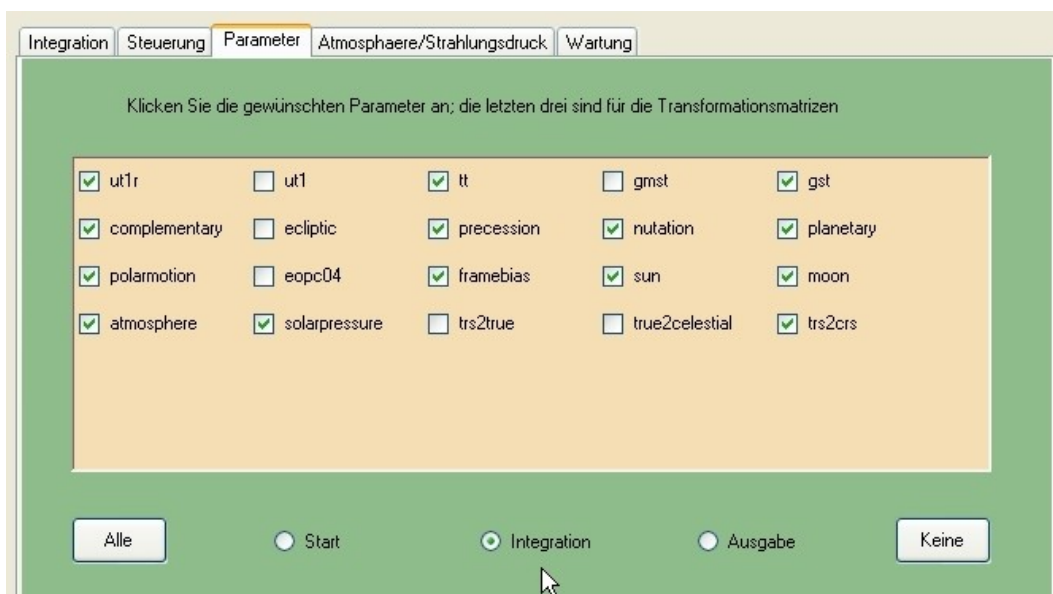 Integration Steuerung Parameter Atmosphaere/Strahlungsdruck Wartung
Klicken Sie die gewünschten Parameter an; die letzten drei sind für die Transformationsmatrizen
ut1r ut1 tt gmst gst
complementary ecliptic precession nutation planetary
polarmotion eopc04 framebias sun moon
atmosphere solarpressure trs2true true2celestial trs2crs
Alle Start Integration Ausgabe Keine